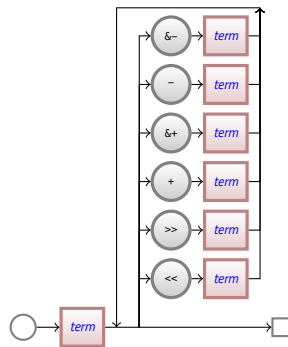 &− term
− term
&+ term
+ term
>> term
<< term
term